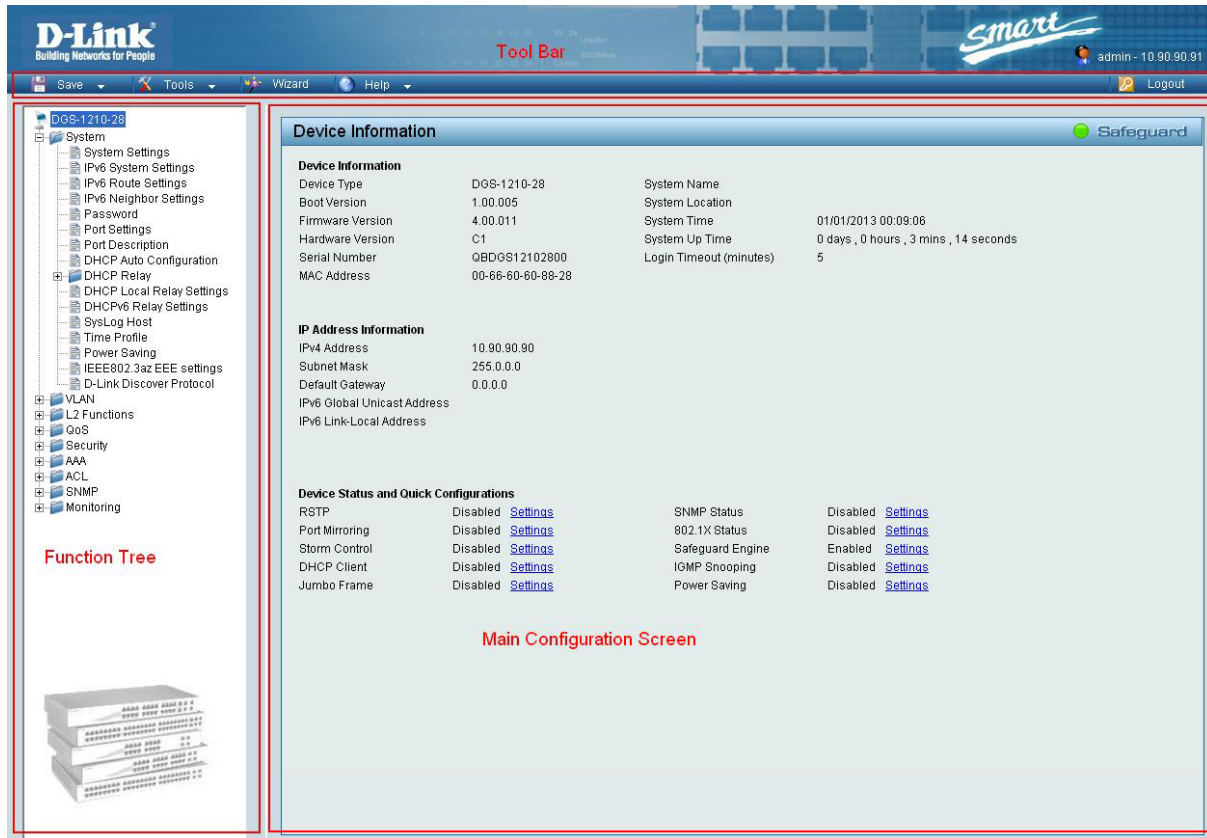 D-Link
Building Networks for People
Tool Bar
smart
admin - 10.90.90.91
Save Tools Wizard Help Logout
DGS-1210-28
System
System Settings
IPv6 System Settings
IPv6 Route Settings
IPv6 Neighbor Settings
Password
Port Settings
Port Description
DHCP Auto Configuration
DHCP Relay
DHCP Local Relay Settings
DHCPv6 Relay Settings
SysLog Host
Time Profile
Power Saving
IEEE802.3az EEE settings
D-Link Discover Protocol
VLAN
L2 Functions
QoS
Security
AAA
ACL
SNMP
Monitoring
Function Tree
Device Information Safeguard
Device Information
Device Type DGS-1210-28 System Name
Boot Version 1.00.005 System Location
Firmware Version 4.00.011 System Time 01/01/2013 00:09:06
Hardware Version C1 System Up Time 0 days , 0 hours , 3 mins , 14 seconds
Serial Number QBDGS12102800 Login Timeout (minutes) 5
MAC Address 00-66-60-60-88-28
IP Address Information
IPv4 Address 10.90.90.90
Subnet Mask 255.0.0.0
Default Gateway 0.0.0.0
IPv6 Global Unicast Address
IPv6 Link-Local Address
Device Status and Quick Configurations
RSTP Disabled Settings SNMP Status Disabled Settings
Port Mirroring Disabled Settings 802.1X Status Disabled Settings
Storm Control Disabled Settings Safeguard Engine Enabled Settings
DHCP Client Disabled Settings IGMP Snooping Disabled Settings
Jumbo Frame Disabled Settings Power Saving Disabled Settings
Main Configuration Screen